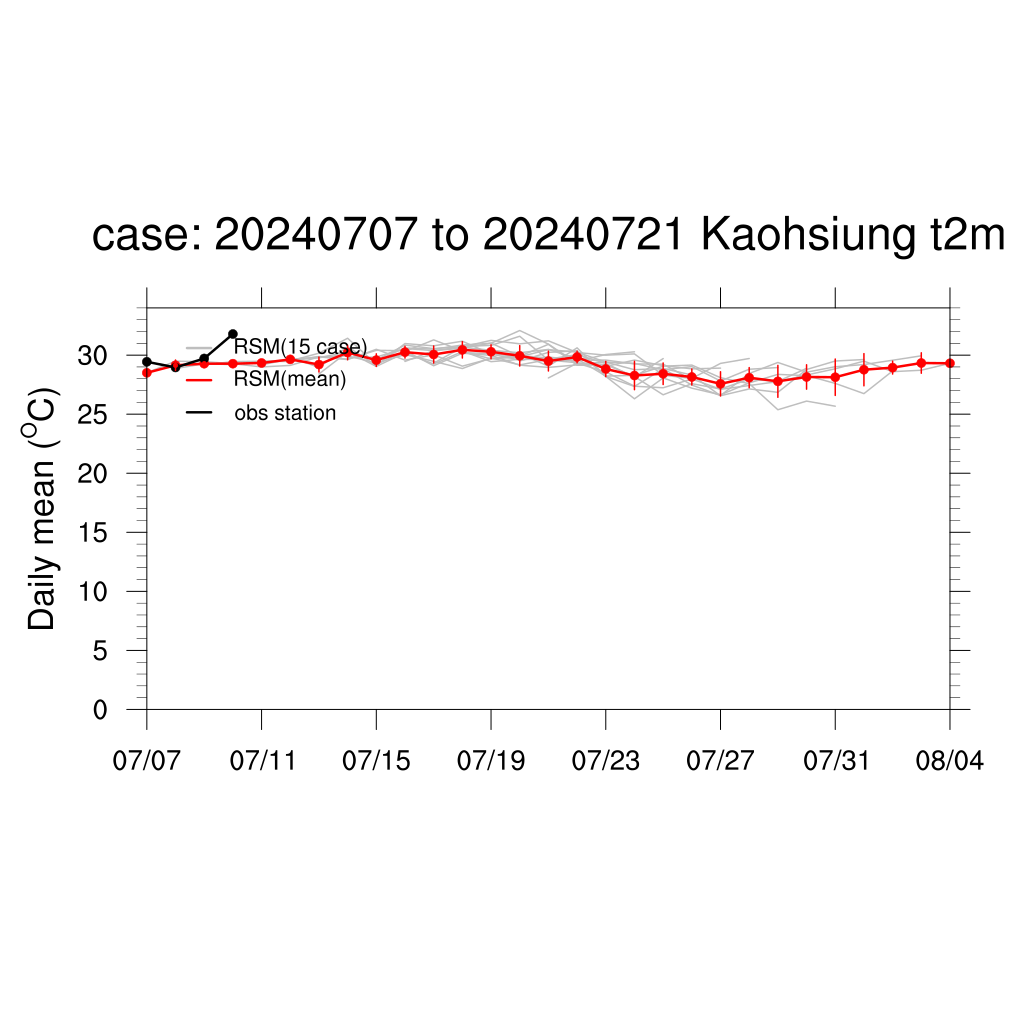 case: 20240707 to 20240721 Kaohsiung t2m
Daily mean (°C)
30
25
20
15
10
5
0
RSM(15 case)
RSM(mean)
obs station
07/07 07/11 07/15 07/19 07/23 07/27 07/31 08/04